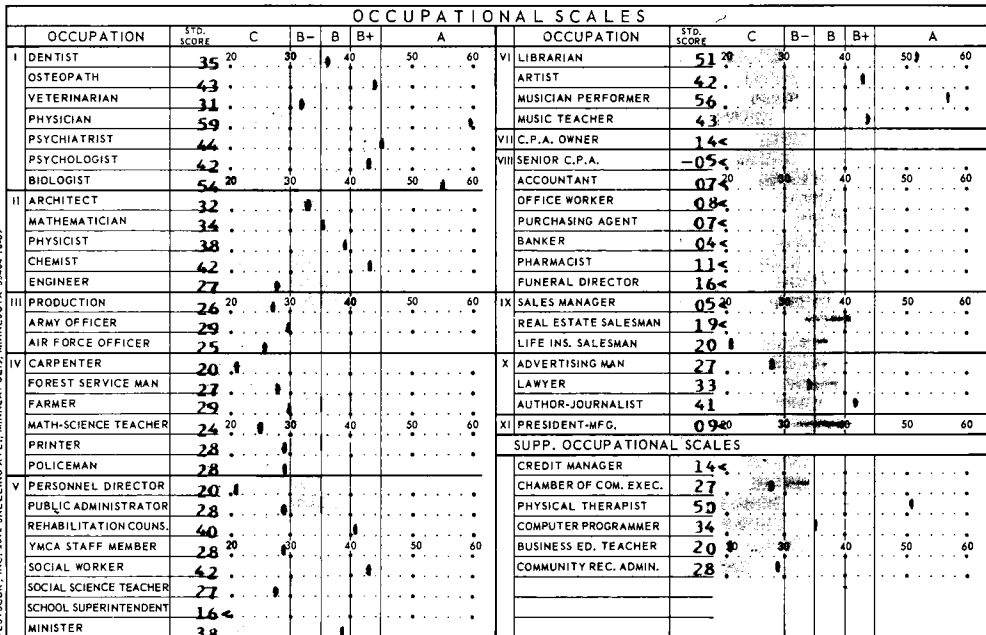 OCCUPATIONAL SCALES
OCCUPATION STD. SCORE C B- B B+ A
I DENTIST 35 20 30 40 50 60
OSTEOPATH 43
VETERINARIAN 31
PHYSICIAN 59
PSYCHIATRIST 44
PSYCHOLOGIST 42
BIOLOGIST 54 20 30 40 50 60
II ARCHITECT 32
MATHEMATICIAN 34
PHYSICIST 38
CHEMIST 42
ENGINEER 27
III PRODUCTION 26 20 30 40 50 60
ARMY OFFICER 29
AIR FORCE OFFICER 25
IV CARPENTER 20
FOREST SERVICE MAN 27
FARMER 29
MATH-SCIENCE TEACHER 24 20 30 40 50 60
PRINTER 28
POLICEMAN 28
V PERSONNEL DIRECTOR 20
PUBLIC ADMINISTRATOR 28
REHABILITATION COUNS. 40
YMCA STAFF MEMBER 28 20 30 40 50 60
SOCIAL WORKER 42
SOCIAL SCIENCE TEACHER 27
SCHOOL SUPERINTENDENT 16<
MINISTER 38
OCCUPATION STD. SCORE C B- B B+ A
VI LIBRARIAN 51 20 30 40 50 60
ARTIST 42
MUSICIAN PERFORMER 56
MUSIC TEACHER 43
VII C.P.A. OWNER 14<
VIII SENIOR C.P.A. -05<
ACCOUNTANT 07< 20 30 40 50 60
OFFICE WORKER 08<
PURCHASING AGENT 07<
BANKER 04<
PHARMACIST 11<
FUNERAL DIRECTOR 16<
IX SALES MANAGER 05< 20 30 40 50 60
REAL ESTATE SALESMAN 19<
LIFE INS. SALESMAN 20
X ADVERTISING MAN 27
LAWYER 33
AUTHOR-JOURNALIST 41
XI PRESIDENT-MFG. 09< 20 30 40 50 60
SUPP. OCCUPATIONAL SCALES
CREDIT MANAGER 14<
CHAMBER OF COM. EXEC. 27
PHYSICAL THERAPIST 50
COMPUTER PROGRAMMER 34
BUSINESS ED. TEACHER 20 20 30 40 50 60
COMMUNITY REC. ADMIN. 28